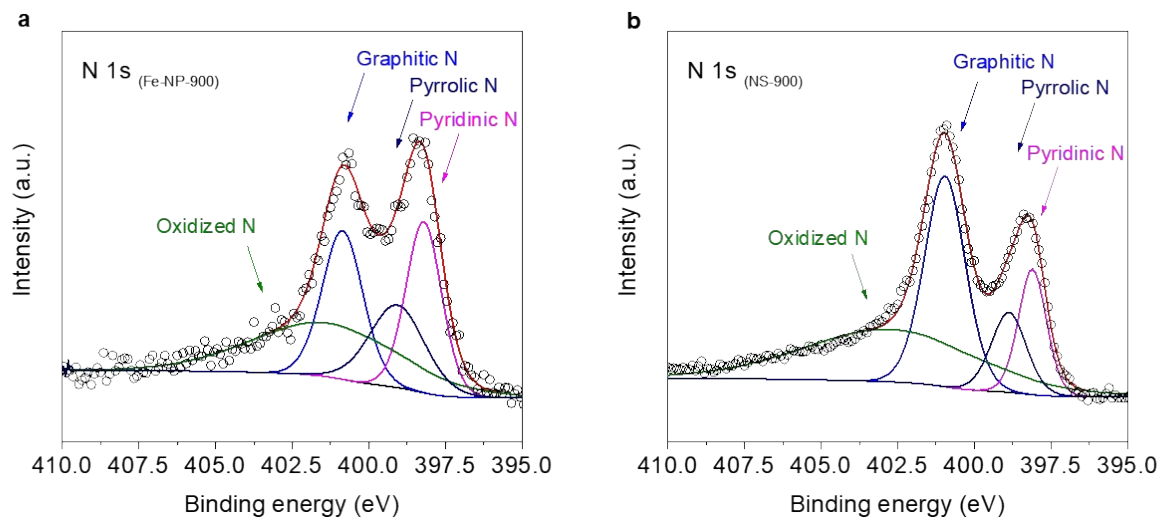 a
N 1s (Fe-NP-900)
Graphitic N
Pyrrolic N
Pyridinic N
Oxidized N
Intensity (a.u.)
410.0 407.5 405.0 402.5 400.0 397.5 395.0
Binding energy (eV)
b
N 1s (NS-900)
Graphitic N
Pyrrolic N
Pyridinic N
Oxidized N
Intensity (a.u.)
410.0 407.5 405.0 402.5 400.0 397.5 395.0
Binding energy (eV)